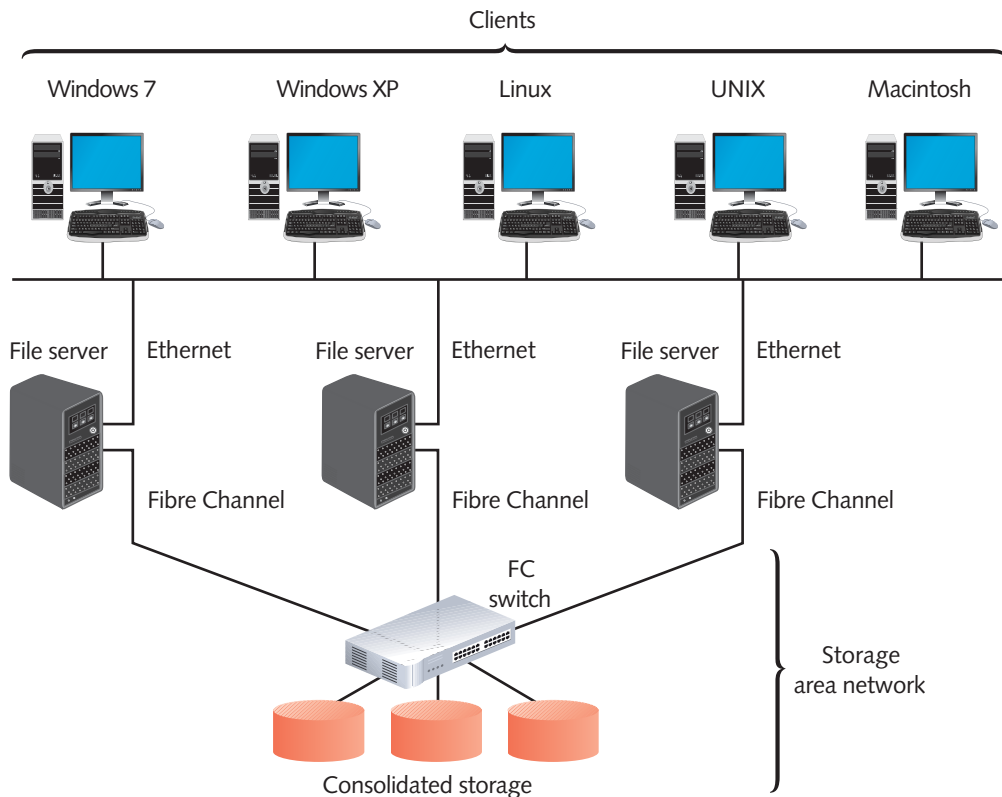 Clients
Windows 7
Windows XP
Linux
UNIX
Macintosh
File server
Ethernet
File server
Ethernet
File server
Ethernet
Fibre Channel
Fibre Channel
Fibre Channel
FC
switch
Storage
area network
Consolidated storage